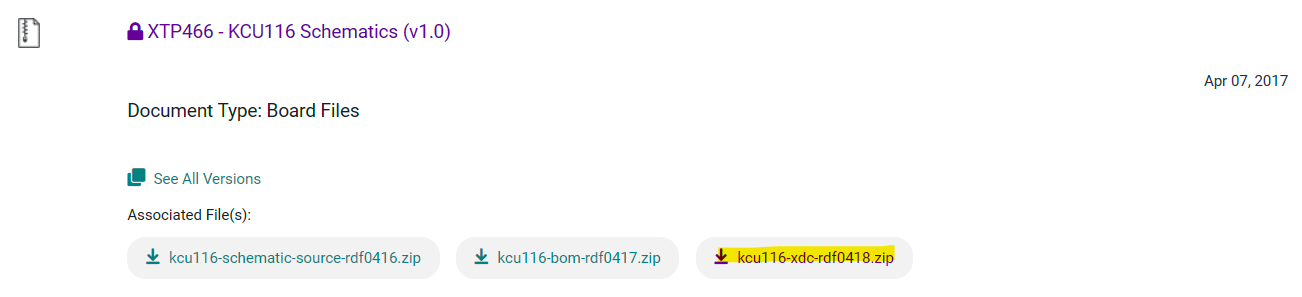 XTP466 - KCU116 Schematics (v1.0)
Apr 07, 2017
Document Type: Board Files
See All Versions
Associated File(s):
kcu116-schematic-source-rdf0416.zip
kcu116-bom-rdf0417.zip
kcu116-xdc-rdf0418.zip